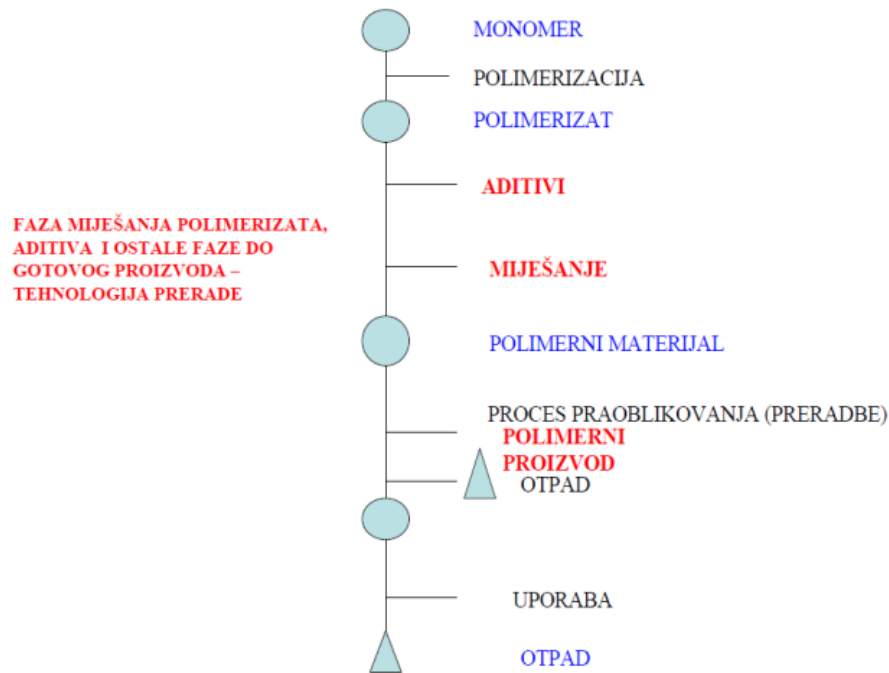 MONOMER
POLIMERIZACIJA
POLIMERIZAT
ADITIVI
FAZA MIJEŠANJA POLIMERIZATA,
ADITIVA I OSTALE FAZE DO
GOTOVOG PROIZVODA –
TEHNOLOGIJA PRERADE
MIJEŠANJE
POLIMERNI MATERIJAL
PROCES PRAOBLIKOVANJA (PRERADBE)
POLIMERNI
PROIZVOD
OTPAD
UPORABA
OTPAD